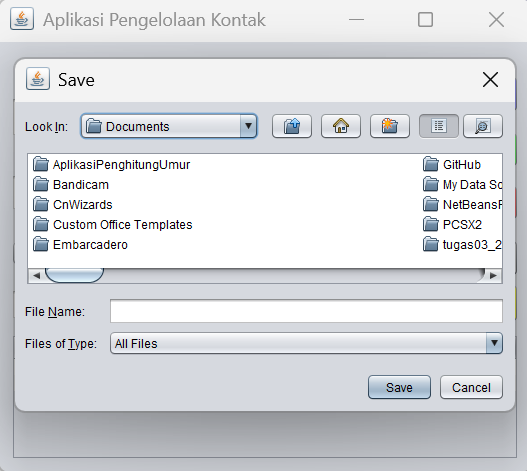 Aplikasi Pengelolaan Kontak
Save
Look In: Documents
AplikasiPenghitungUmur
Bandicam
CnWizards
Custom Office Templates
Embarcadero
GitHub
My Data So
NetBeansP
PCSX2
tugas03_2
File Name:
Files of Type: All Files
Save Cancel